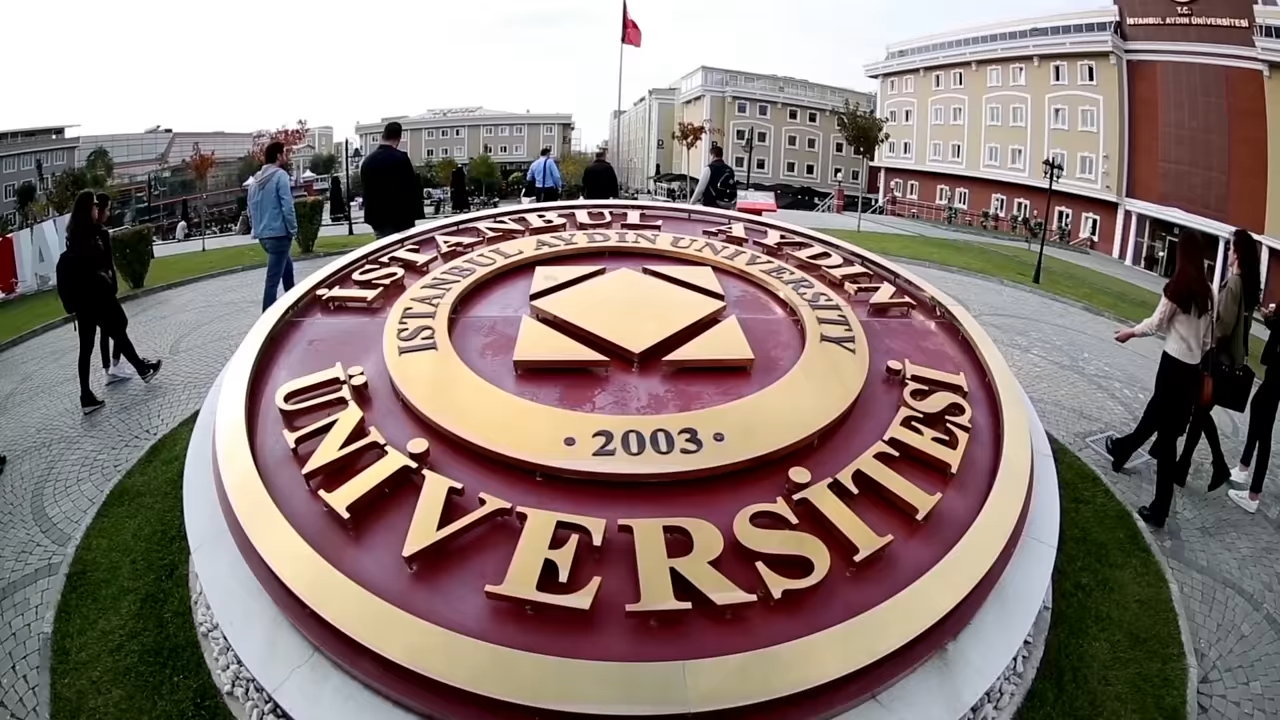 T.C.
İSTANBUL AYDIN ÜNİVERSİTESİ
İSTANBUL AYDIN
ISTANBUL AYDIN UNIVERSITY
• 2003 •
ÜNİVERSİTESİ